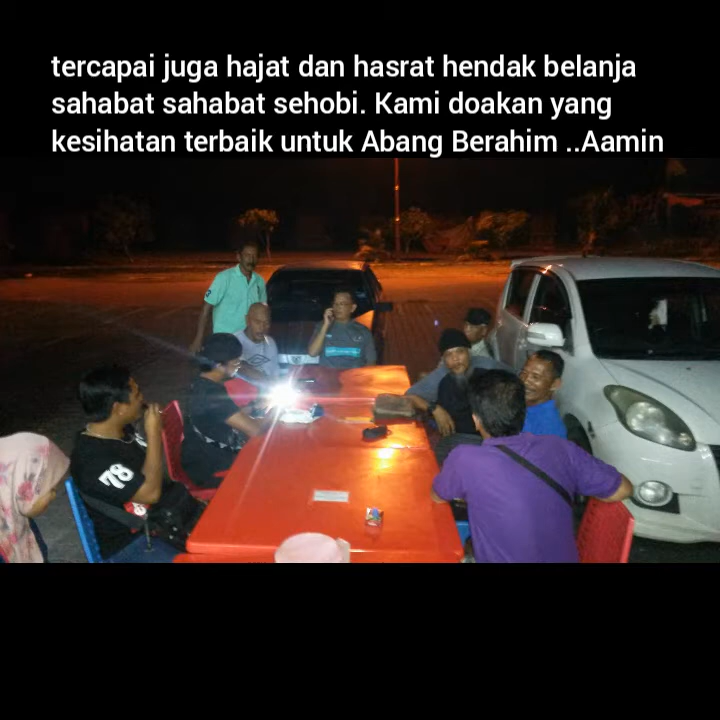 tercapai juga hajat dan hasrat hendak belanja
sahabat sahabat sehobi. Kami doakan yang
kesihatan terbaik untuk Abang Berahim ..Aamin
78